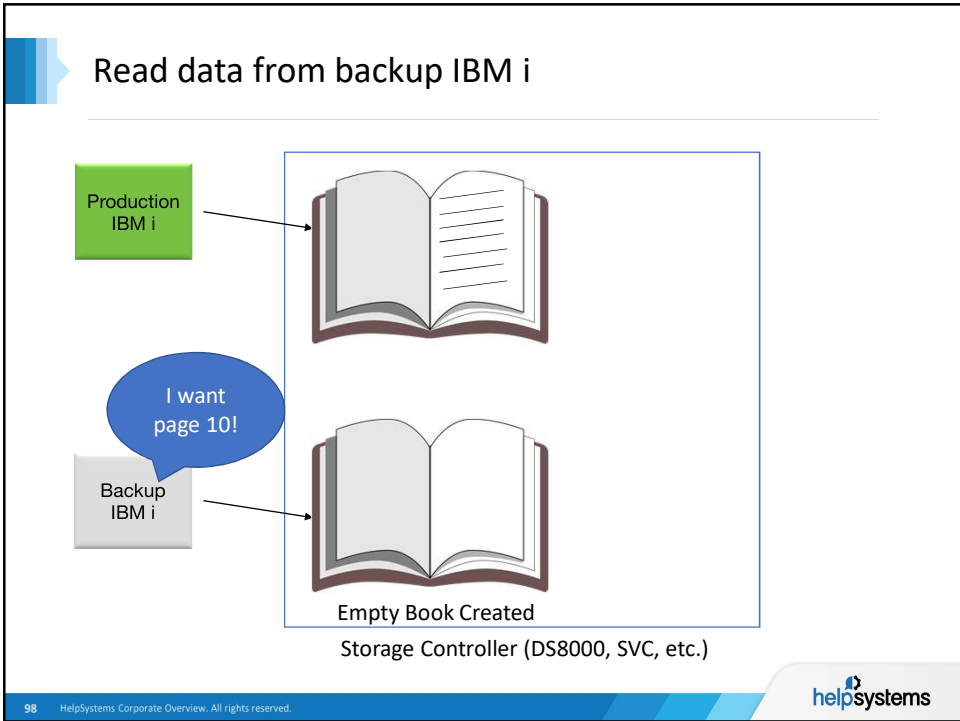 Read data from backup IBM i
Production
IBM i
I want
page 10!
Backup
IBM i
Empty Book Created
Storage Controller (DS8000, SVC, etc.)
98 HelpSystems Corporate Overview. All rights reserved.
helpsystems